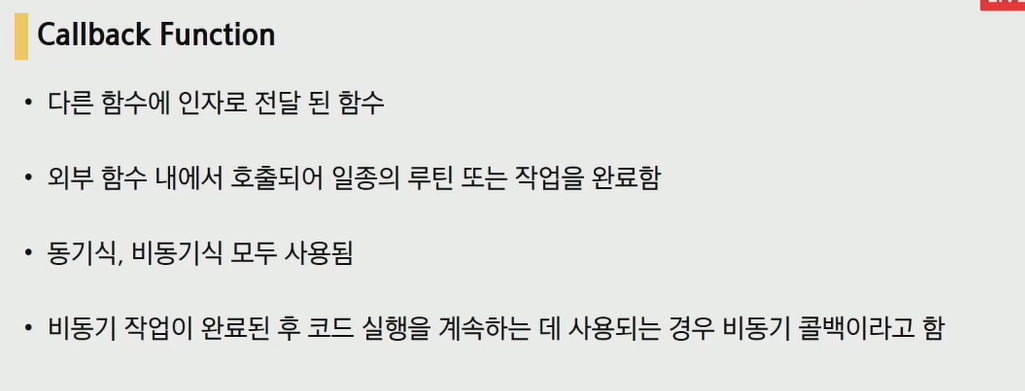 Callback Function
• 다른 함수에 인자로 전달 된 함수
• 외부 함수 내에서 호출되어 일종의 루틴 또는 작업을 완료함
• 동기식, 비동기식 모두 사용됨
• 비동기 작업이 완료된 후 코드 실행을 계속하는 데 사용되는 경우 비동기 콜백이라고 함